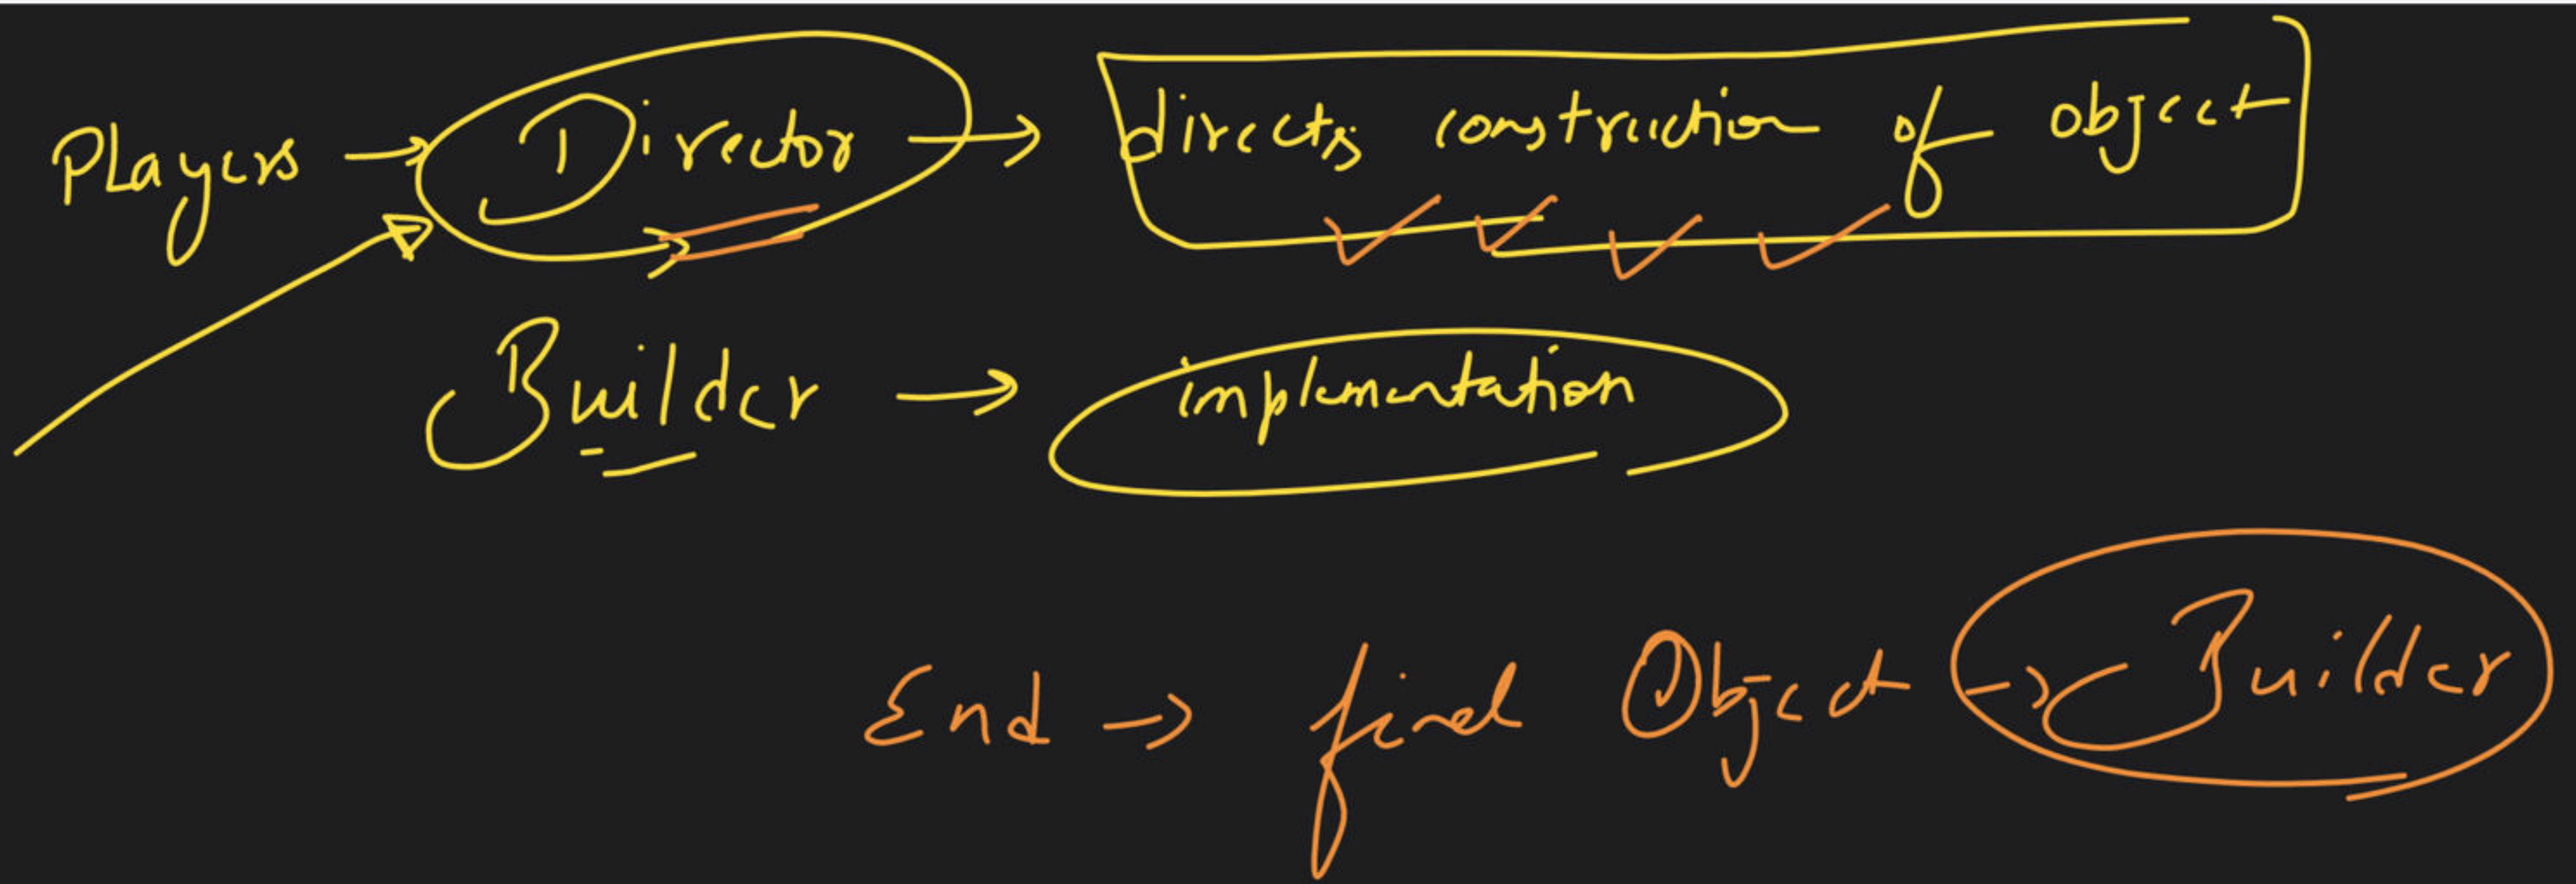 Players → Director → directs construction of object
Builder → implementation
End → final Object → Builder